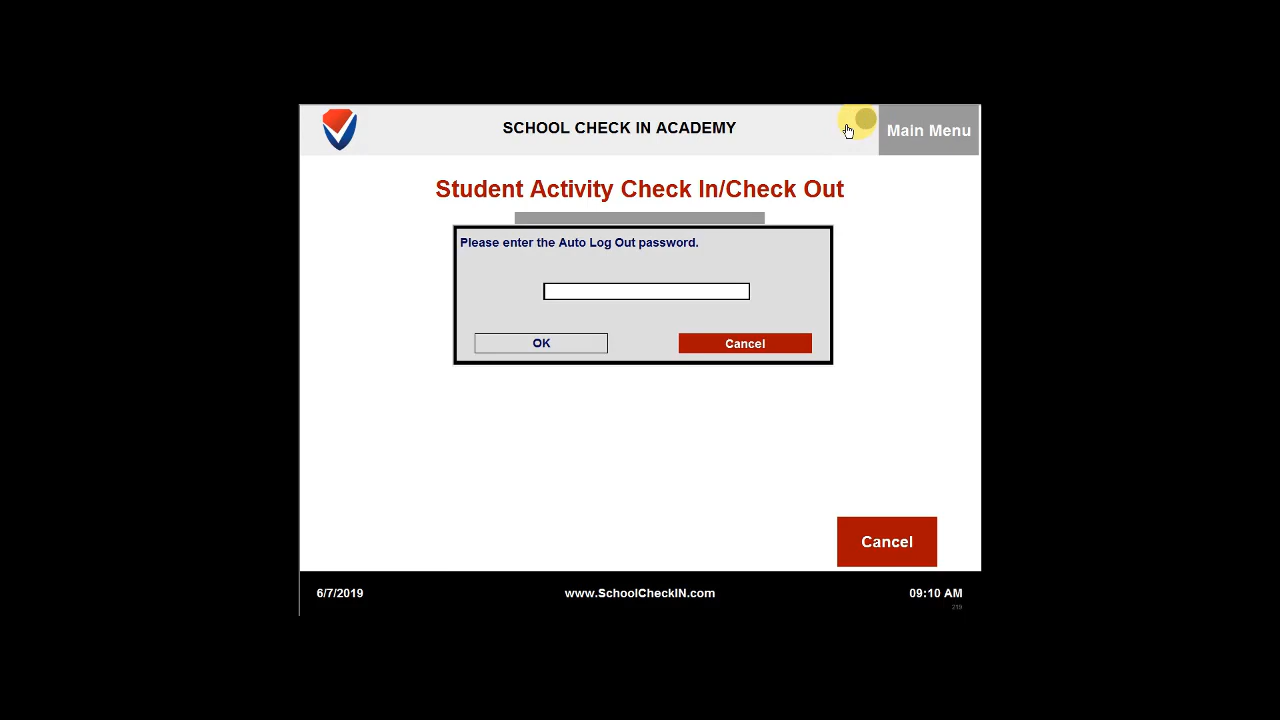 SCHOOL CHECK IN ACADEMY
Main Menu
Student Activity Check In/Check Out
Please enter the Auto Log Out password.
OK
Cancel
Cancel
6/7/2019
www.SchoolCheckIN.com
09:10 AM
219